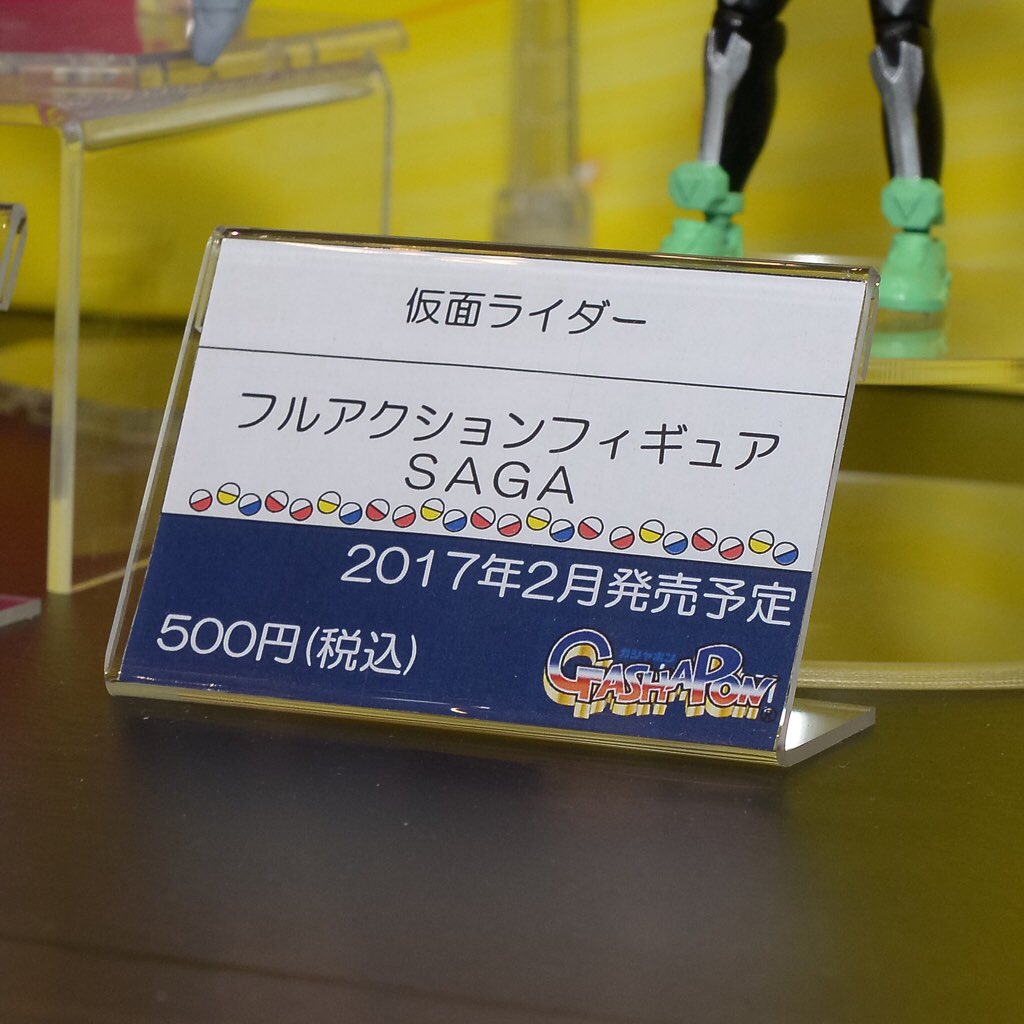 仮面ライダー
フルアクションフィギュア
SAGA
2017年2月発売予定
500円(税込)
ガシャポン
GASHAPON®